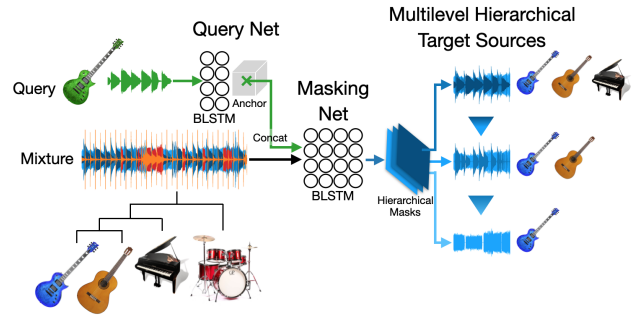 Query Net
Multilevel Hierarchical
Target Sources
Query
BLSTM
Anchor
Masking
Net
Concat
Mixture
BLSTM
Hierarchical
Masks